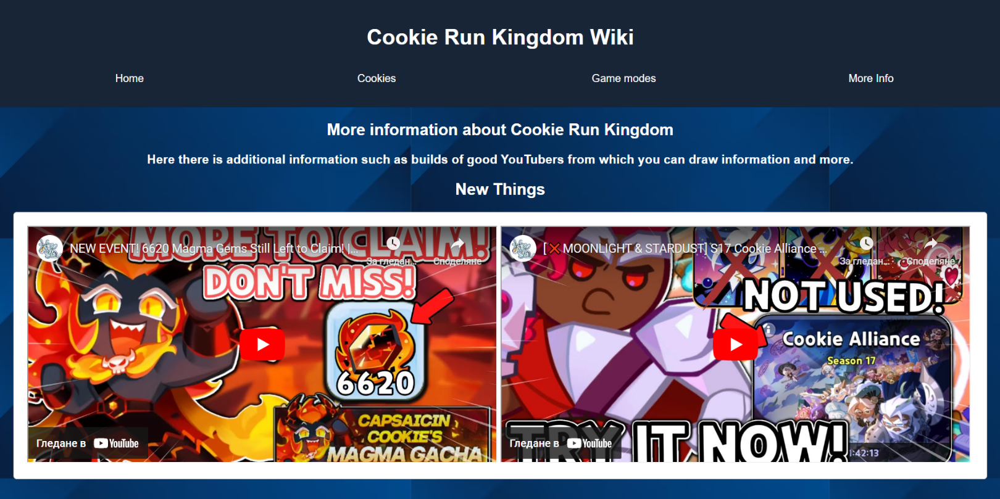 Cookie Run Kingdom Wiki
Home Cookies Game modes More Info
More information about Cookie Run Kingdom
Here there is additional information such as builds of good YouTubers from which you can draw information and more.
New Things
MORE TO CLAIM!
NEW EVENT! 6620 Magma Gems Still Left to Claim! |...
За гледан... Споделяне
DON'T MISS!
6620
CAPSAICIN
COOKIE'S
MAGMA GACHA
Гледане в YouTube
[❌MOONLIGHT & STARDUST] S17 Cookie Alliance ...
За гледан... Споделяне
NOT USED!
Cookie Alliance
Season 17
TRY IT NOW!
1:42:13
Гледане в YouTube